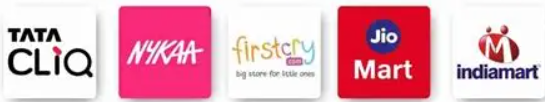 TATA
CLiQ
NYKAA
firstcry
.com
big store for little ones
Jio
Mart
indiamart